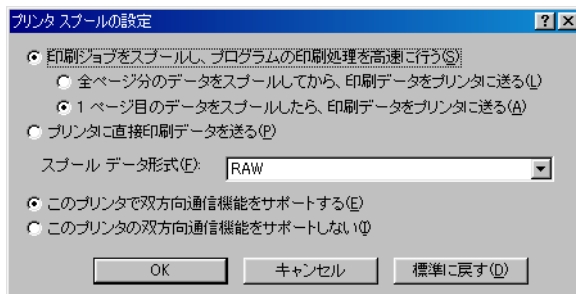 プリンタ スプールの設定
印刷ジョブをスプールし、プログラムの印刷処理を高速に行う(S)
全ページ分のデータをスプールしてから、印刷データをプリンタに送る(L)
1 ページ目のデータをスプールしたら、印刷データをプリンタに送る(A)
プリンタに直接印刷データを送る(P)
スプール データ形式(F): RAW
このプリンタで双方向通信機能をサポートする(E)
このプリンタの双方向通信機能をサポートしない(I)
OK キャンセル 標準に戻す(D)